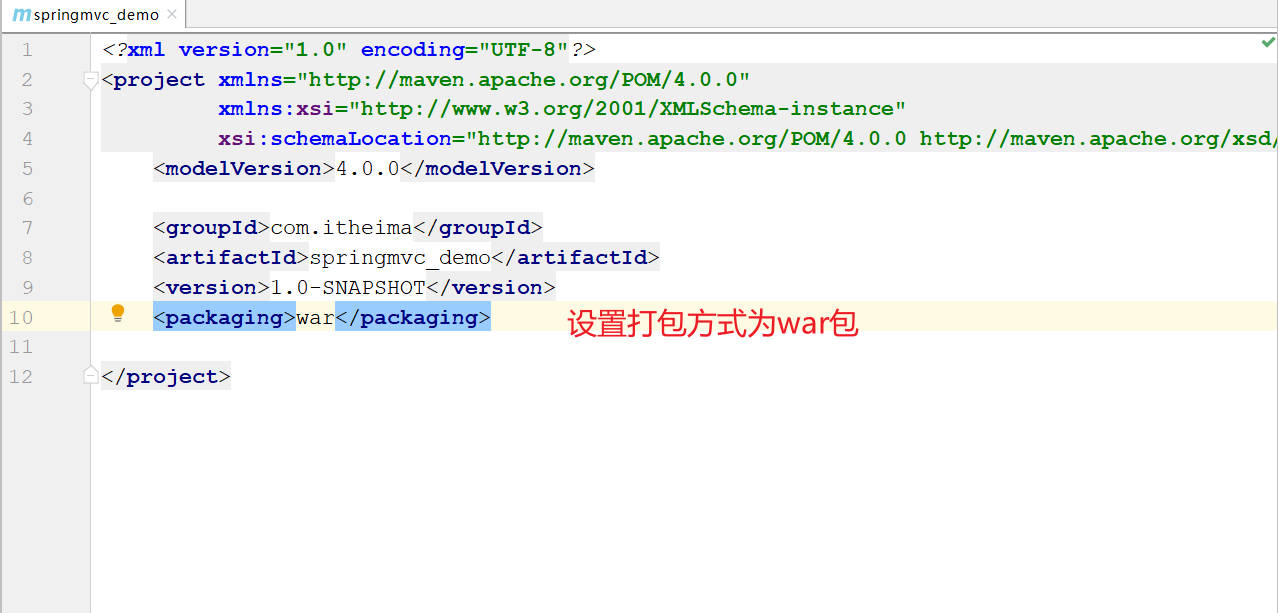 springmvc_demo
1 <?xml version="1.0" encoding="UTF-8"?>
2 <project xmlns="http://maven.apache.org/POM/4.0.0"
3 xmlns:xsi="http://www.w3.org/2001/XMLSchema-instance"
4 xsi:schemaLocation="http://maven.apache.org/POM/4.0.0 http://maven.apache.org/xsd/
5 <modelVersion>4.0.0</modelVersion>
6
7 <groupId>com.itheima</groupId>
8 <artifactId>springmvc_demo</artifactId>
9 <version>1.0-SNAPSHOT</version>
10 <packaging>war</packaging> 设置打包方式为war包
11
12 </project>